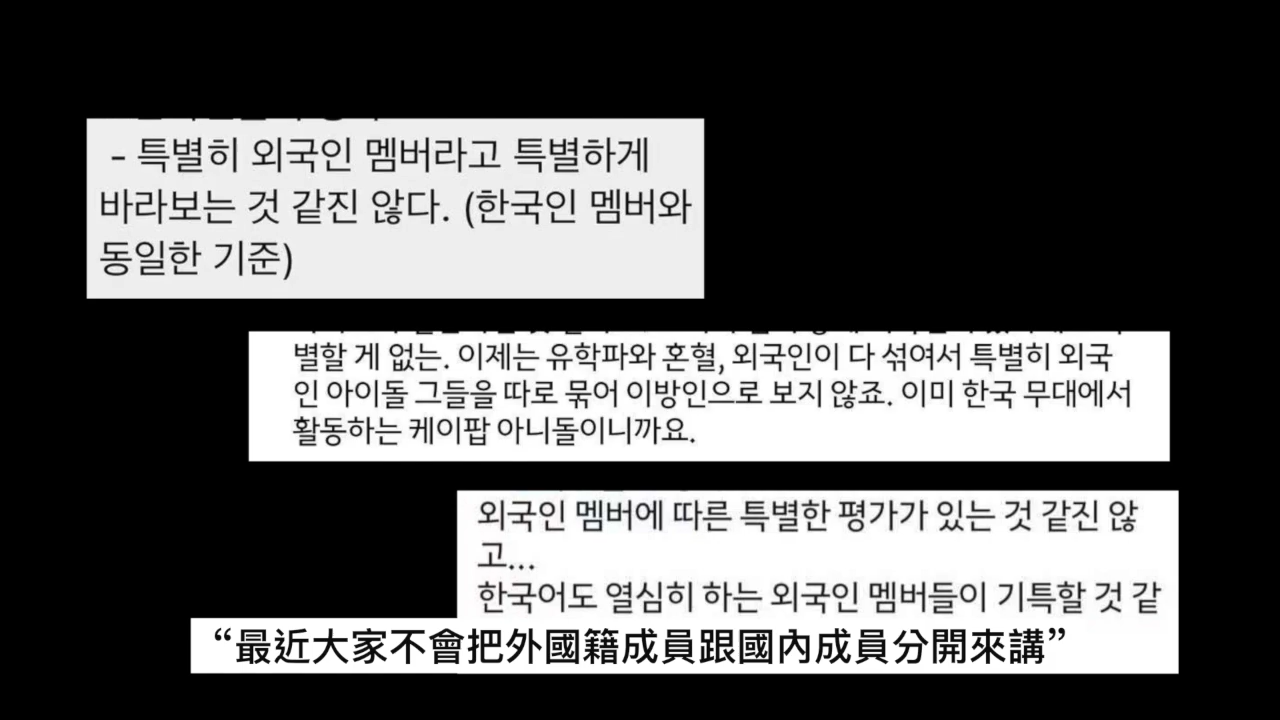 - 특별히 외국인 멤버라고 특별하게
바라보는 것 같진 않다. (한국인 멤버와
동일한 기준)
별할 게 없는. 이제는 유학파와 혼혈, 외국인이 다 섞여서 특별히 외국
인 아이돌 그들을 따로 묶어 이방인으로 보지 않죠. 이미 한국 무대에서
활동하는 케이팝 아니돌이니까요.
외국인 멤버에 따른 특별한 평가가 있는 것 같진 않
고...
한국어도 열심히 하는 외국인 멤버들이 기특할 것 같
“最近大家不會把外國籍成員跟國內成員分開來講”